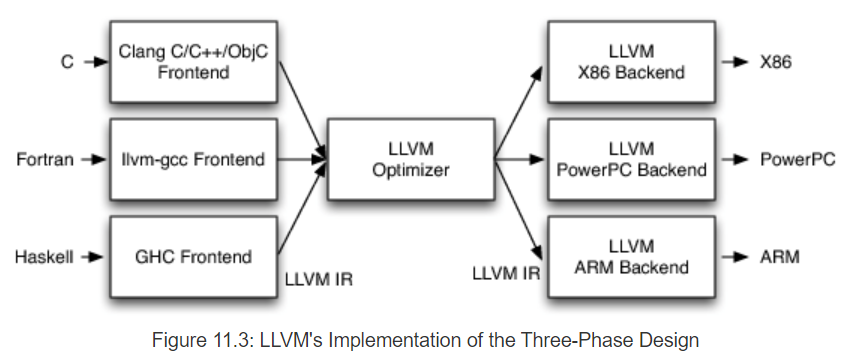 C
Clang C/C++/ObjC
Frontend
LLVM
X86 Backend
X86
Fortran
llvm-gcc Frontend
LLVM
Optimizer
LLVM
PowerPC Backend
PowerPC
Haskell
GHC Frontend
LLVM IR
LLVM IR
LLVM
ARM Backend
ARM
Figure 11.3: LLVM's Implementation of the Three-Phase Design